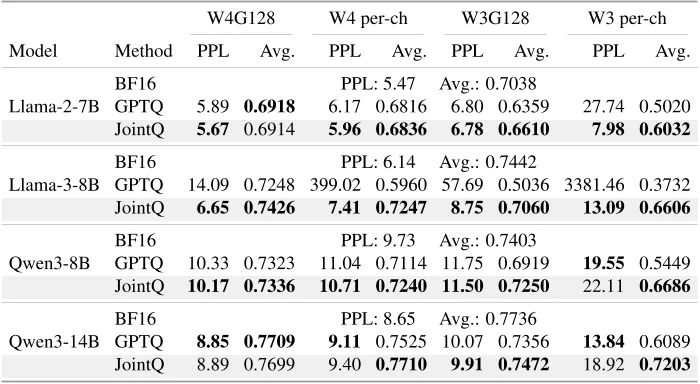 W4G128 W4 per-ch W3G128 W3 per-ch
Model Method PPL Avg. PPL Avg. PPL Avg. PPL Avg.
BF16 PPL: 5.47 Avg.: 0.7038
Llama-2-7B GPTQ 5.89 0.6918 6.17 0.6816 6.80 0.6359 27.74 0.5020
JointQ 5.67 0.6914 5.96 0.6836 6.78 0.6610 7.98 0.6032
BF16 PPL: 6.14 Avg.: 0.7442
Llama-3-8B GPTQ 14.09 0.7248 399.02 0.5960 57.69 0.5036 3381.46 0.3732
JointQ 6.65 0.7426 7.41 0.7247 8.75 0.7060 13.09 0.6606
BF16 PPL: 9.73 Avg.: 0.7403
Qwen3-8B GPTQ 10.33 0.7323 11.04 0.7114 11.75 0.6919 19.55 0.5449
JointQ 10.17 0.7336 10.71 0.7240 11.50 0.7250 22.11 0.6686
BF16 PPL: 8.65 Avg.: 0.7736
Qwen3-14B GPTQ 8.85 0.7709 9.11 0.7525 10.07 0.7356 13.84 0.6089
JointQ 8.89 0.7699 9.40 0.7710 9.91 0.7472 18.92 0.7203